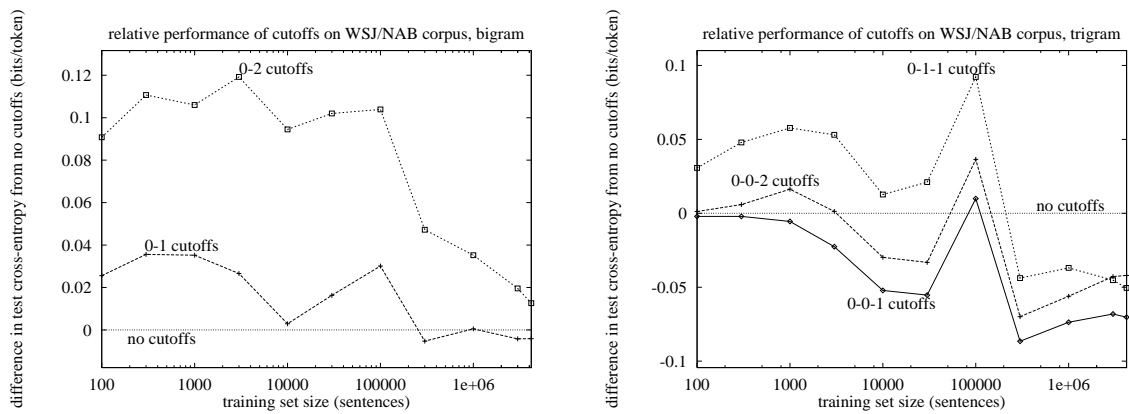 relative performance of cutoffs on WSJ/NAB corpus, bigram
difference in test cross-entropy from no cutoffs (bits/token)
0.12
0.1
0.08
0.06
0.04
0.02
0
0-2 cutoffs
0-1 cutoffs
no cutoffs
100 1000 10000 100000 1e+06
training set size (sentences)
relative performance of cutoffs on WSJ/NAB corpus, trigram
difference in test cross-entropy from no cutoffs (bits/token)
0.1
0.05
0
-0.05
-0.1
0-1-1 cutoffs
0-0-2 cutoffs
no cutoffs
0-0-1 cutoffs
100 1000 10000 100000 1e+06
training set size (sentences)